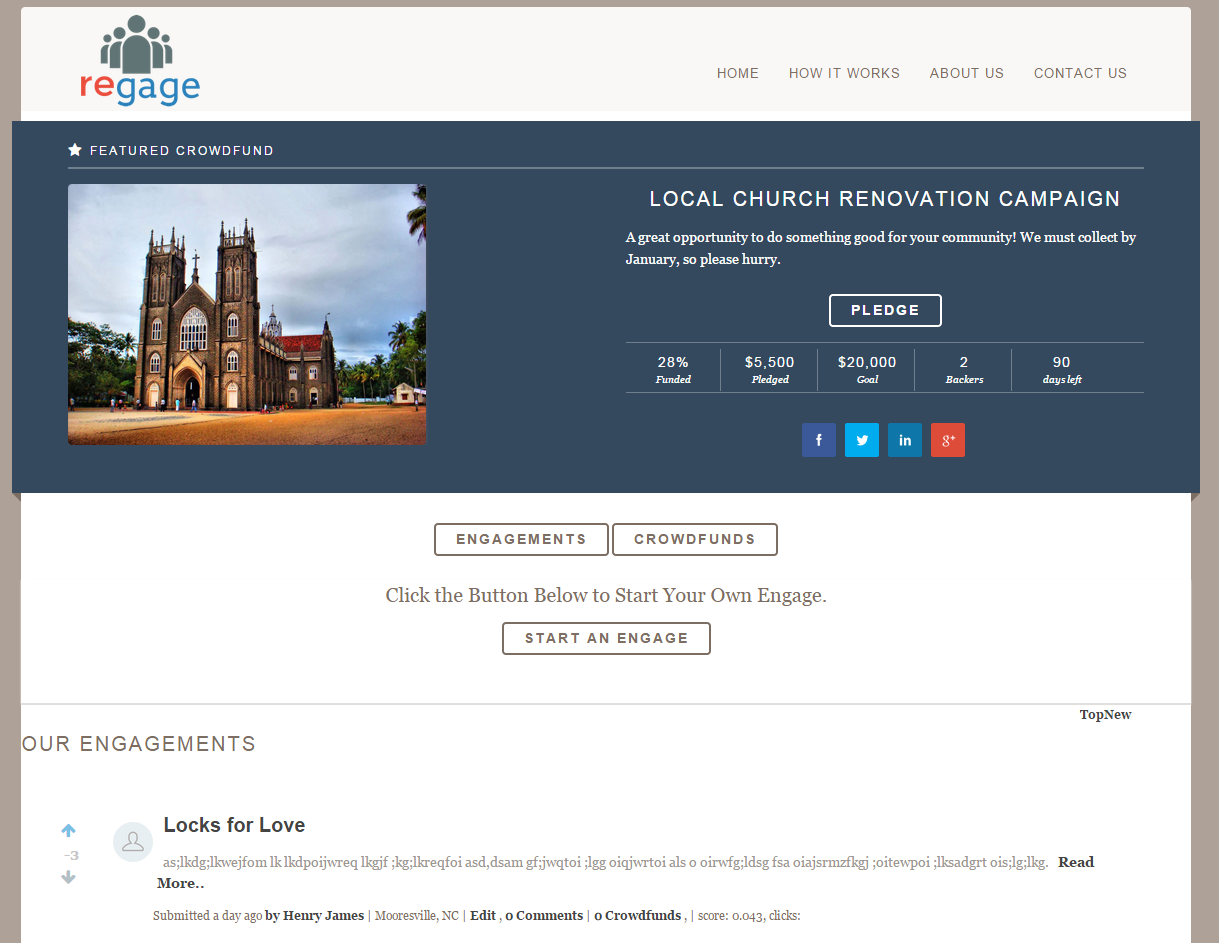 regage
HOME HOW IT WORKS ABOUT US CONTACT US
FEATURED CROWDFUND
LOCAL CHURCH RENOVATION CAMPAIGN
A great opportunity to do something good for your community! We must collect by
January, so please hurry.
PLEDGE
28% $5,500 $20,000 2 90
Funded Pledged Goal Backers days left
f in g+
ENGAGEMENTS CROWDFUNDS
Click the Button Below to Start Your Own Engage.
START AN ENGAGE
TopNew
OUR ENGAGEMENTS
Locks for Love
-3
as;lkdg;lkwejfom lk lkdpoijwreq lkgjf ;kg;lkreqfoi asd,dsam gf;jwqtoi ;lgg oiqjwrtoi als o oirwfg;ldsg fsa oiajsrmzfkgj ;oitewpoi ;lksadgrt ois;lg;lkg. Read
More..
Submitted a day ago by Henry James | Mooresville, NC | Edit , 0 Comments | 0 Crowdfunds , | score: 0.043, clicks: